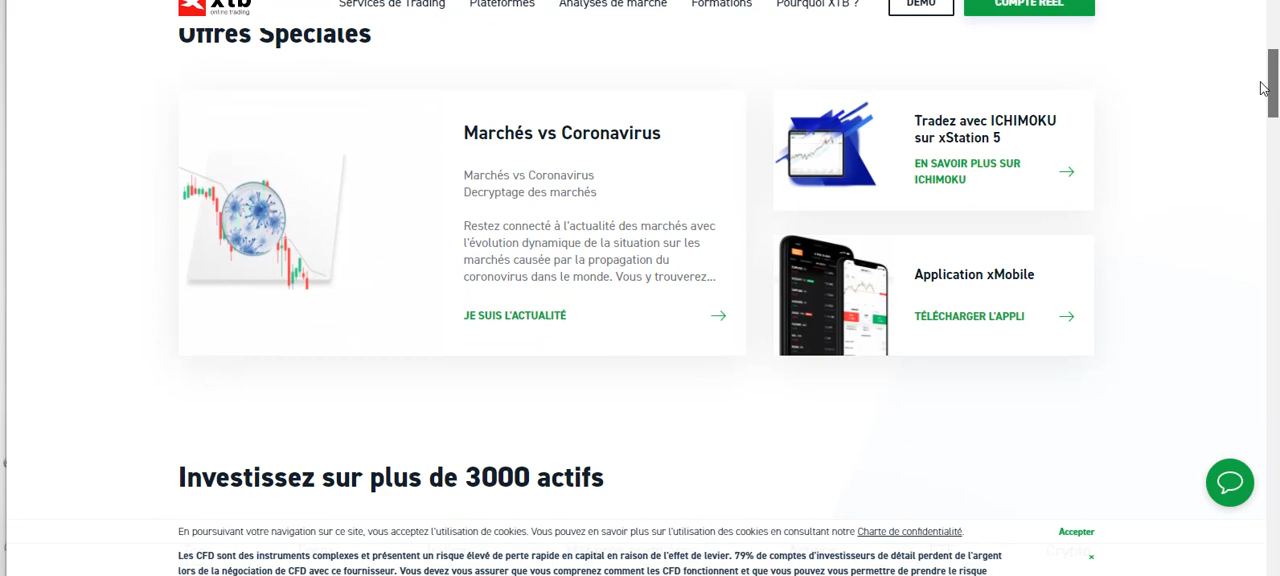 xtb
online trading
Services de Trading Plateformes Analyses de marché Formations Pourquoi XTB ? DÉMO COMPTE RÉEL
Offres Spéciales
Marchés vs Coronavirus
Marchés vs Coronavirus
Decryptage des marchés
Restez connecté à l'actualité des marchés avec
l'évolution dynamique de la situation sur les
marchés causée par la propagation du
coronovirus dans le monde. Vous y trouverez...
JE SUIS L'ACTUALITÉ
Tradez avec ICHIMOKU
sur xStation 5
EN SAVOIR PLUS SUR
ICHIMOKU
Application xMobile
TÉLÉCHARGER L'APPLI
Investissez sur plus de 3000 actifs
En poursuivant votre navigation sur ce site, vous acceptez l'utilisation de cookies. Vous pouvez en savoir plus sur l'utilisation des cookies en consultant notre Charte de confidentialité. Accepter
Les CFD sont des instruments complexes et présentent un risque élevé de perte rapide en capital en raison de l'effet de levier. 79% de comptes d'investisseurs de détail perdent de l'argent
lors de la négociation de CFD avec ce fournisseur. Vous devez vous assurer que vous comprenez comment les CFD fonctionnent et que vous pouvez vous permettre de prendre le risque